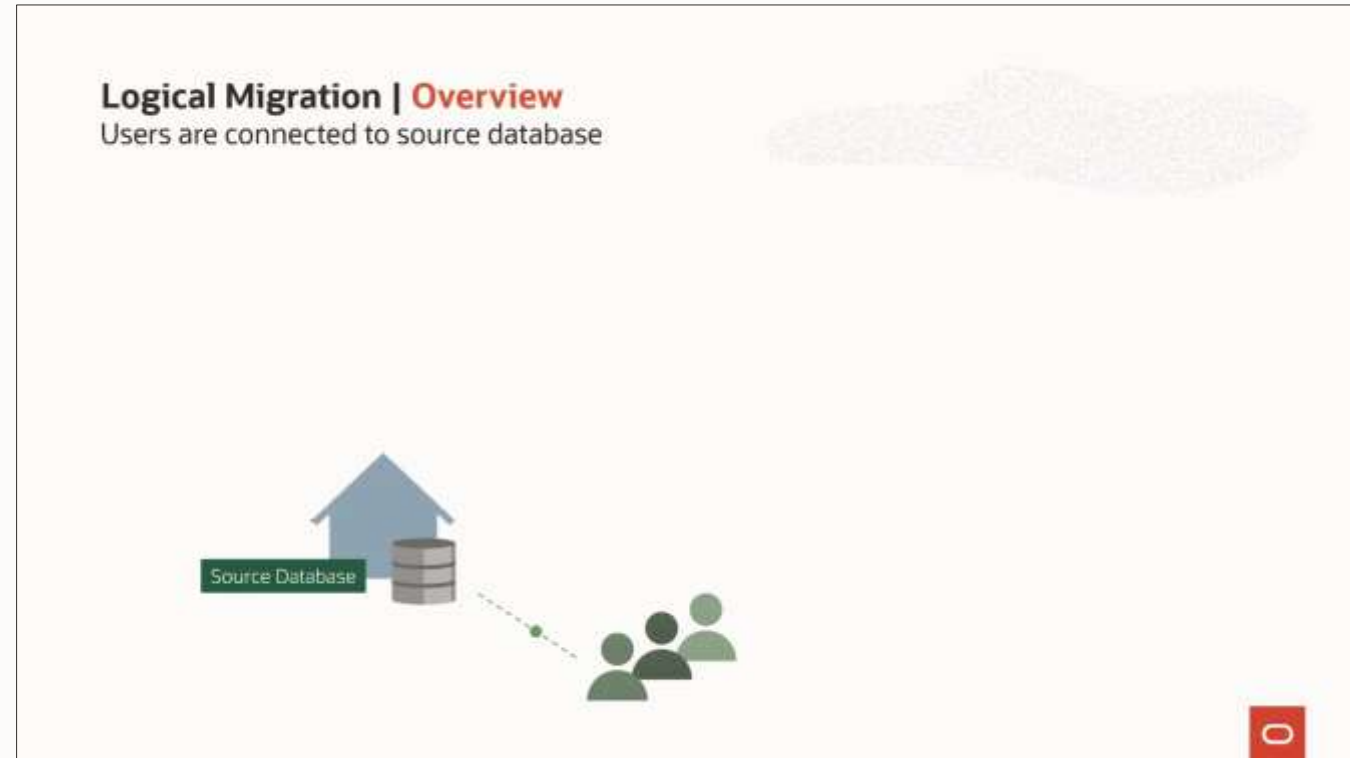 Logical Migration | Overview
Users are connected to source database
Source Database